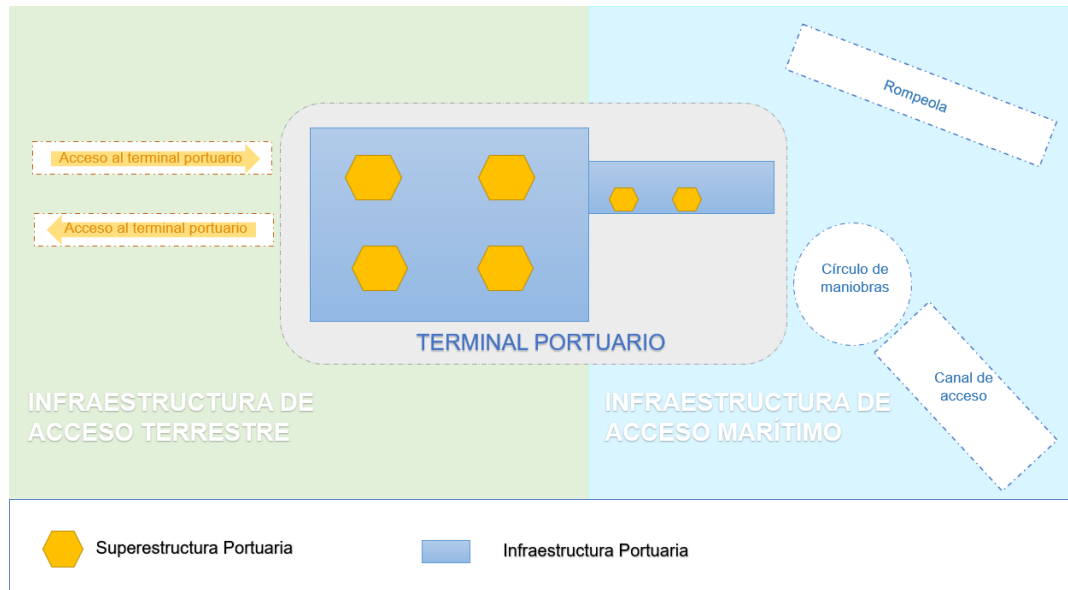 Rompeola
Acceso al terminal portuario
Acceso al terminal portuario
Círculo de
maniobras
TERMINAL PORTUARIO
Canal de
acceso
INFRAESTRUCTURA DE
ACCESO TERRESTRE
INFRAESTRUCTURA DE
ACCESO MARÍTIMO
Superestructura Portuaria
Infraestructura Portuaria